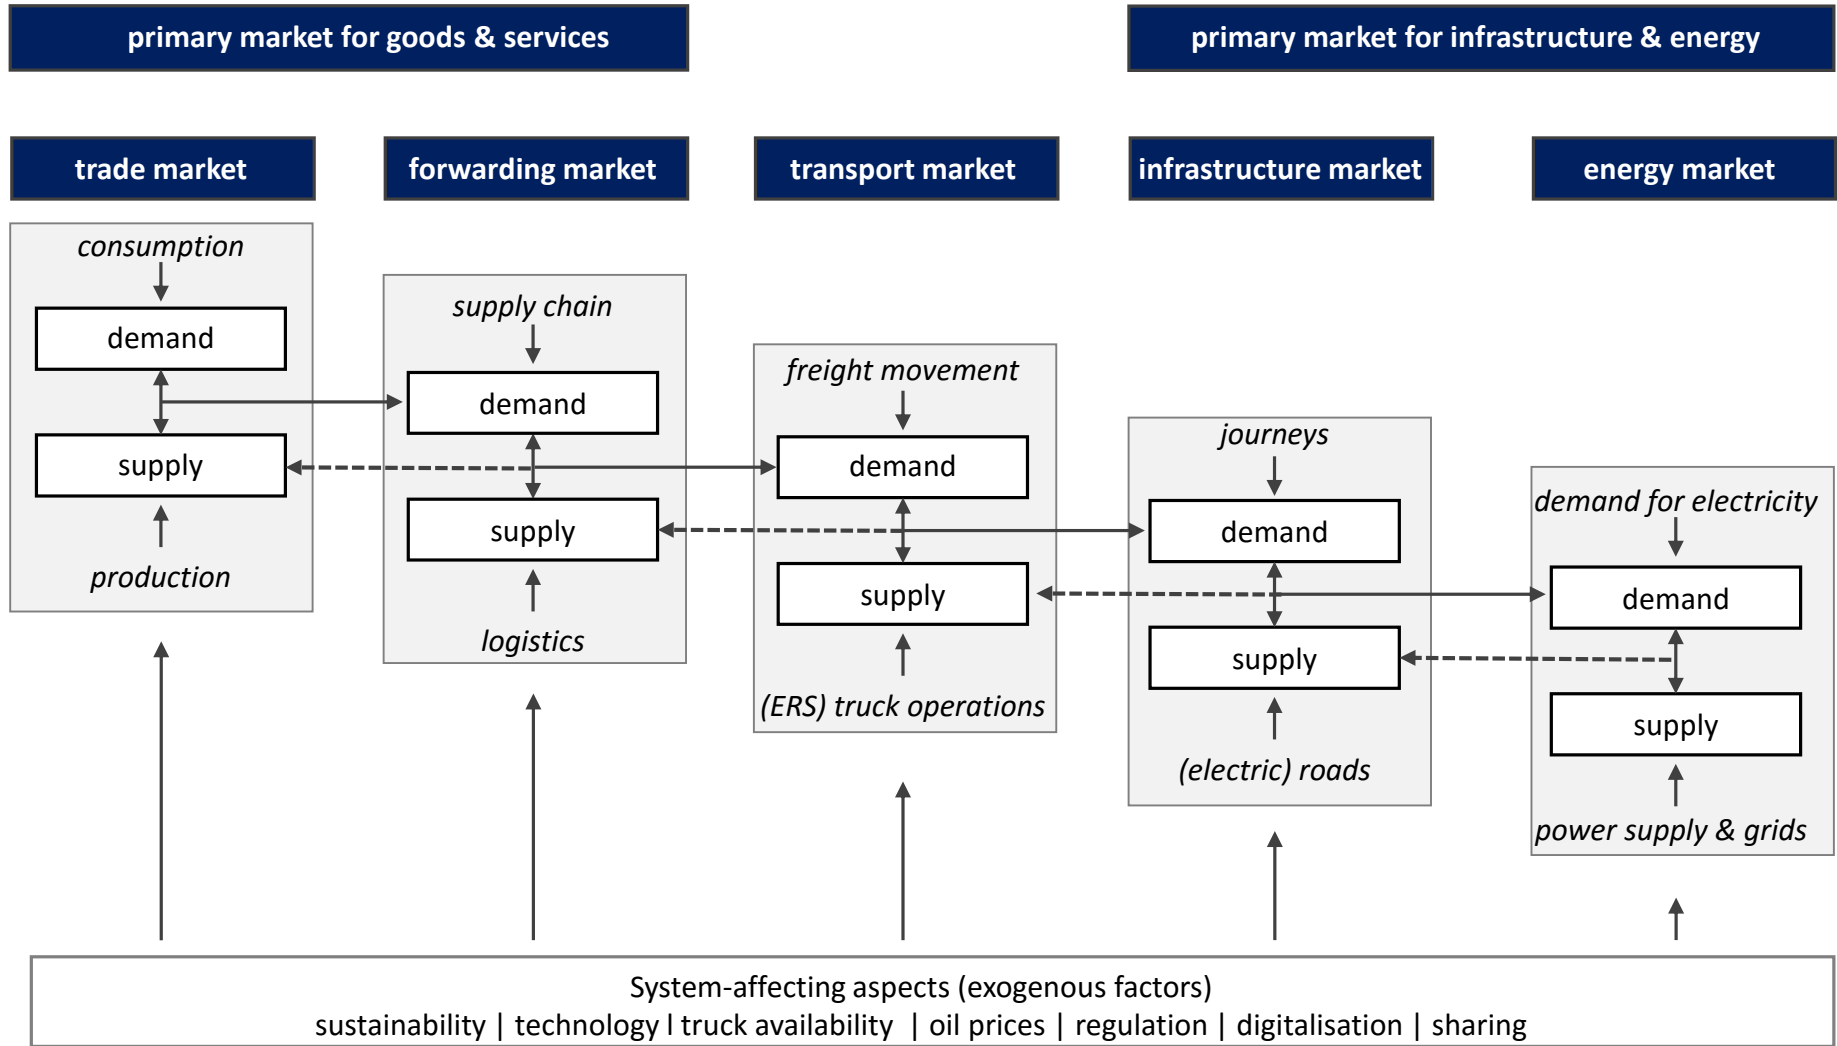 primary market for goods & services
primary market for infrastructure & energy
trade market
forwarding market
transport market
infrastructure market
energy market
consumption
demand
supply
production
supply chain
demand
supply
logistics
freight movement
demand
supply
(ERS) truck operations
journeys
demand
supply
(electric) roads
demand for electricity
demand
supply
power supply & grids
System-affecting aspects (exogenous factors)
sustainability | technology l truck availability | oil prices | regulation | digitalisation | sharing